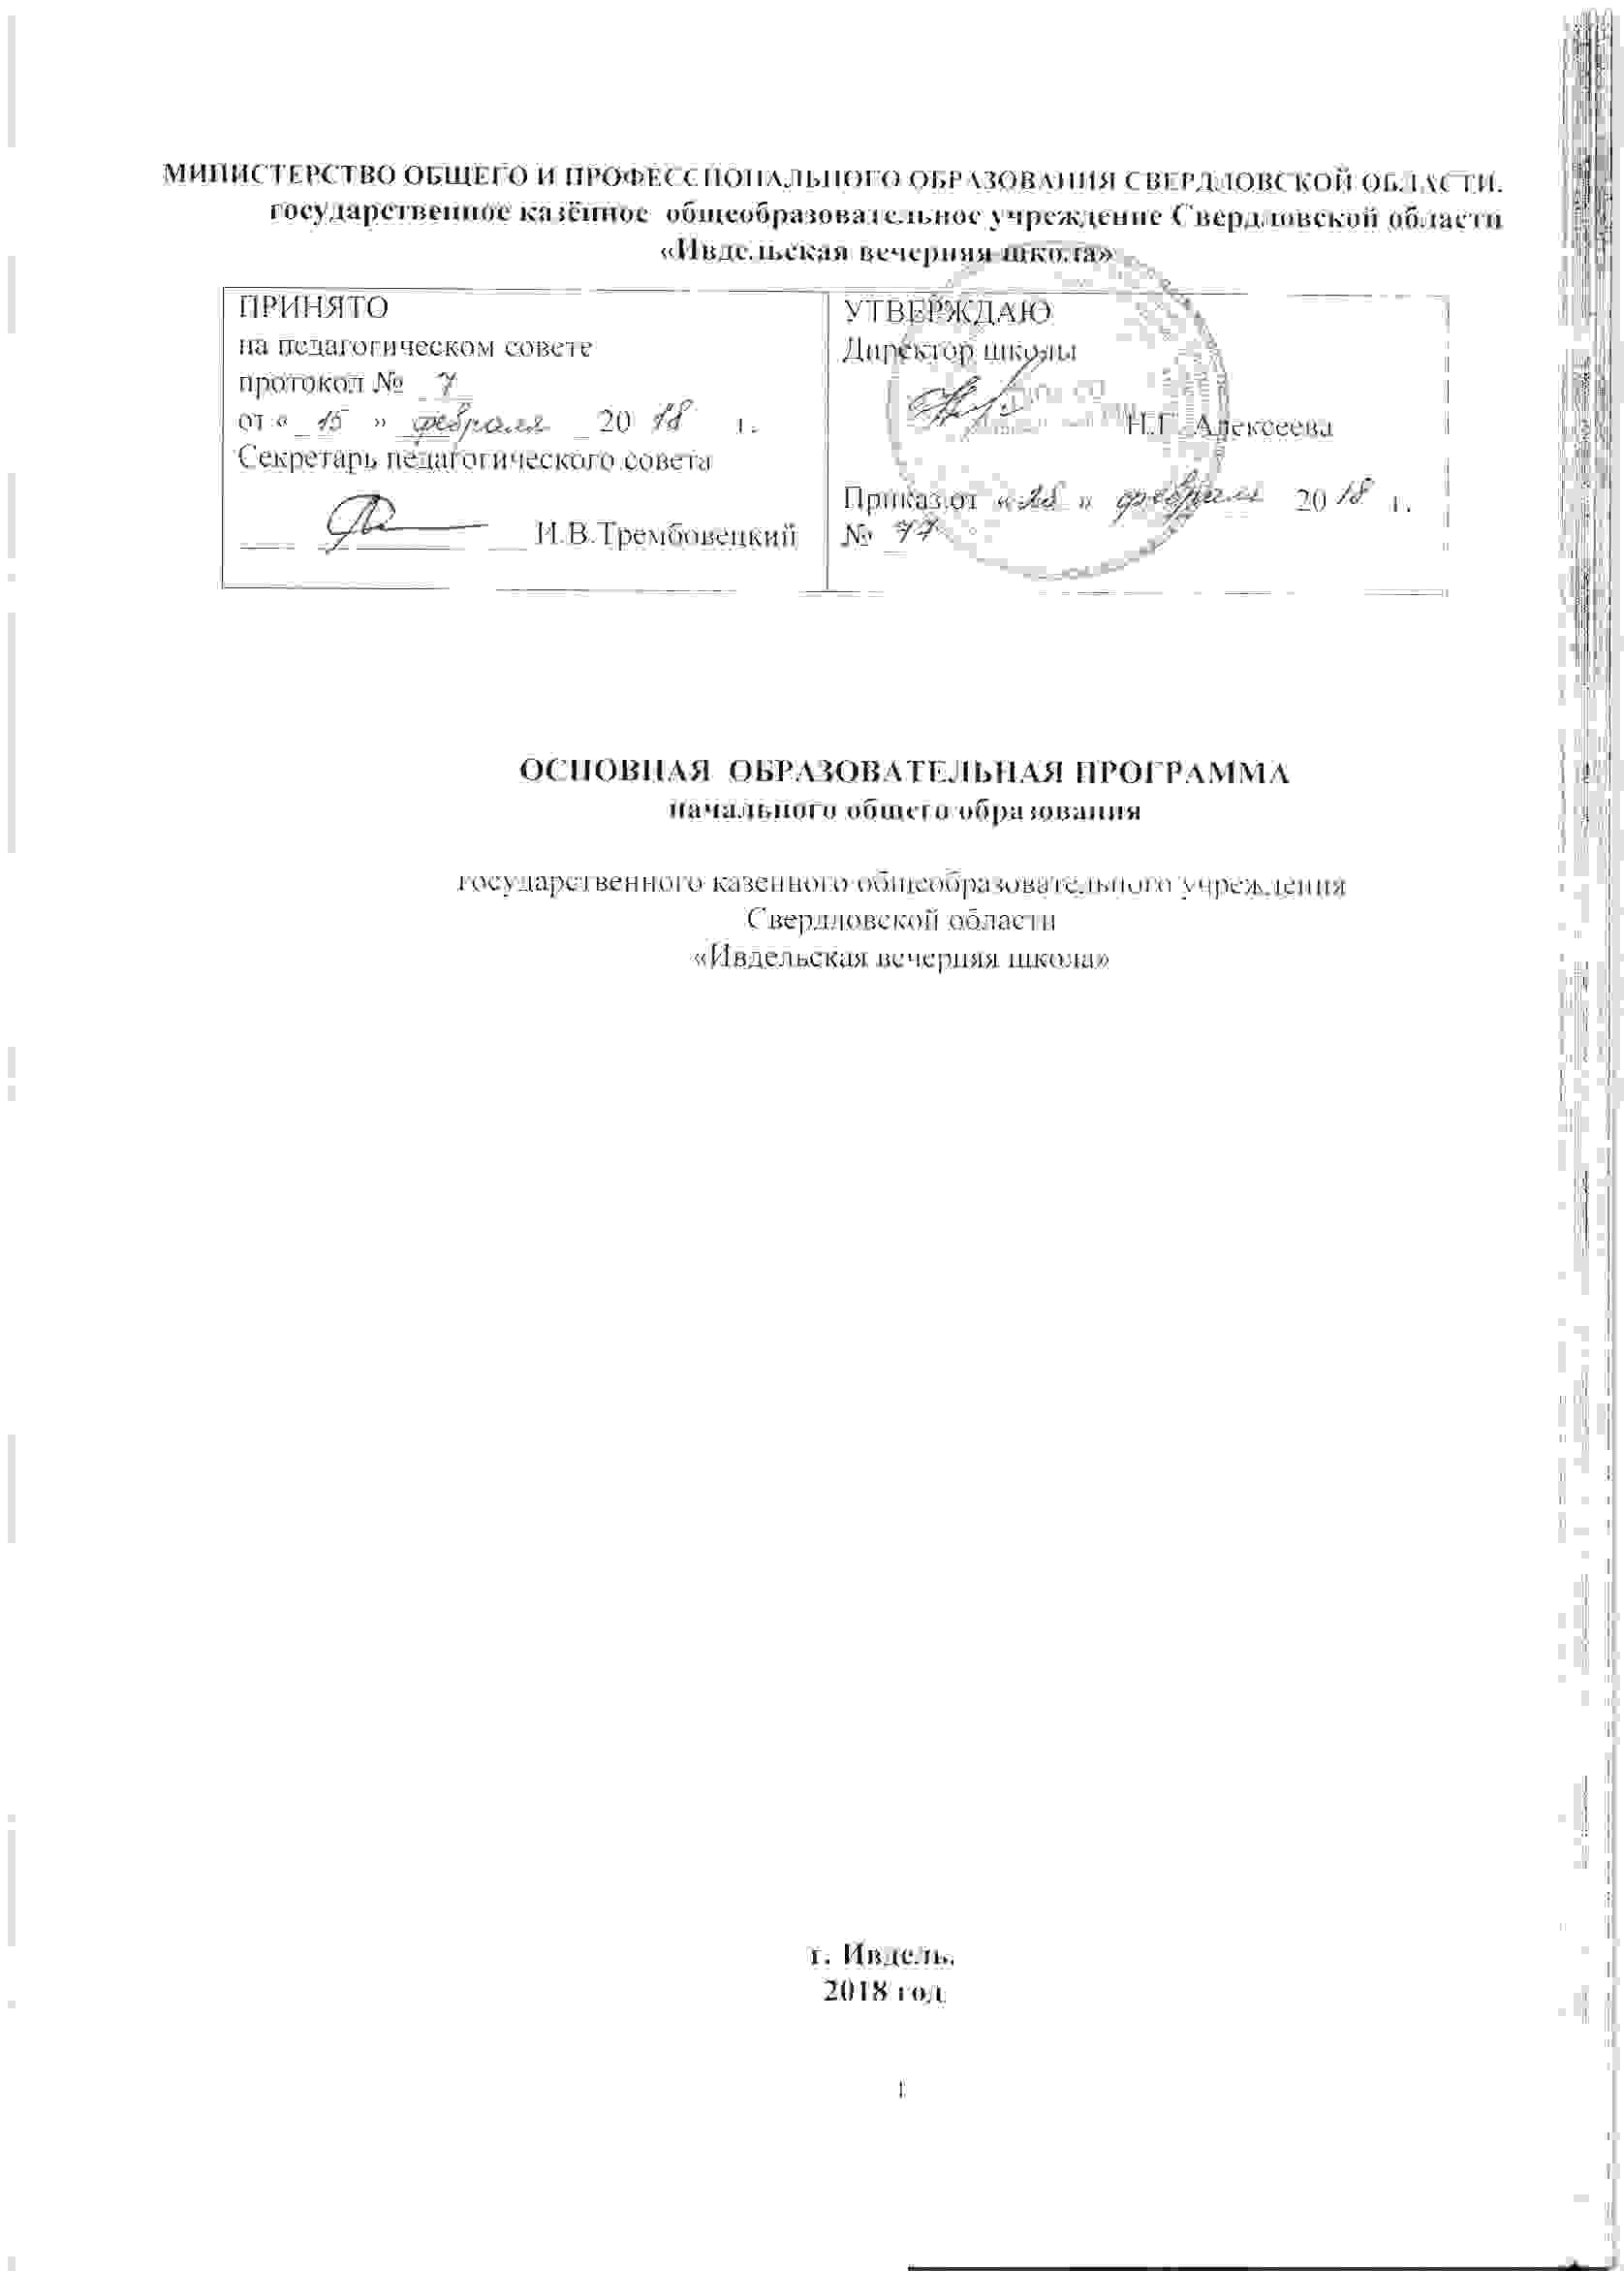 МИНИСТЕРСТВО ОБЩЕГО И ПРОФЕССИОНАЛЬНОГО ОБРАЗОВАНИЯ СВЕРДЛОВСКОЙ ОБЛАСТИ.
государственное казённое общеобразовательное учреждение Свердловской области
«Ивдельская вечерняя школа»
ПРИНЯТО
на педагогическом совете
протокол № 7
от « 15 » февраля 20 18 г.
Секретарь педагогического совета
И.В.Трембовецкий
УТВЕРЖДАЮ
Директор школы
Н.Г. Алексеева
Приказ от « » февраля 20 18 г.
№
ОСНОВНАЯ ОБРАЗОВАТЕЛЬНАЯ ПРОГРАММА
начального общего образования
государственного казенного общеобразовательного учреждения
Свердловской области
«Ивдельская вечерняя школа»
г. Ивдель.
2018 год
1